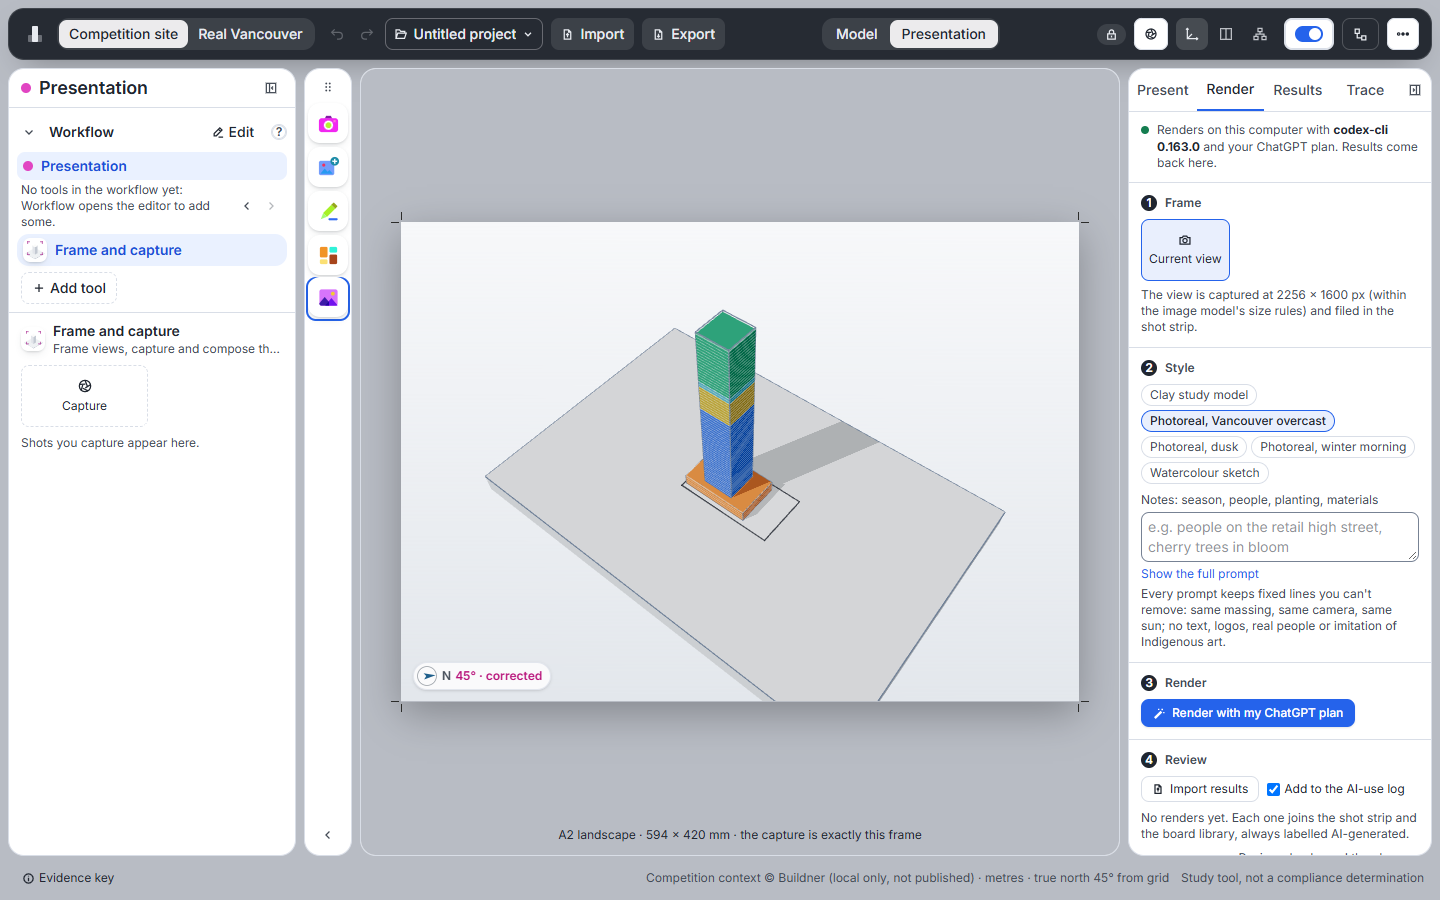 Competition site
Real Vancouver
Untitled project
Import
Export
Model
Presentation
Presentation
Workflow
Edit
?
Presentation
No tools in the workflow yet:
Workflow opens the editor to add
some.
Frame and capture
+ Add tool
Frame and capture
Frame views, capture and compose th...
Capture
Shots you capture appear here.
N 45° · corrected
A2 landscape · 594 × 420 mm · the capture is exactly this frame
Present
Render
Results
Trace
Renders on this computer with codex-cli
0.163.0 and your ChatGPT plan. Results come
back here.
1 Frame
Current view
The view is captured at 2256 × 1600 px (within
the image model's size rules) and filed in the
shot strip.
2 Style
Clay study model
Photoreal, Vancouver overcast
Photoreal, dusk
Photoreal, winter morning
Watercolour sketch
Notes: season, people, planting, materials
e.g. people on the retail high street,
cherry trees in bloom
Show the full prompt
Every prompt keeps fixed lines you can't
remove: same massing, same camera, same
sun; no text, logos, real people or imitation of
Indigenous art.
3 Render
Render with my ChatGPT plan
4 Review
Import results
Add to the AI-use log
No renders yet. Each one joins the shot strip and
the board library, always labelled AI-generated.
Evidence key
Competition context © Buildner (local only, not published) · metres · true north 45° from grid
Study tool, not a compliance determination